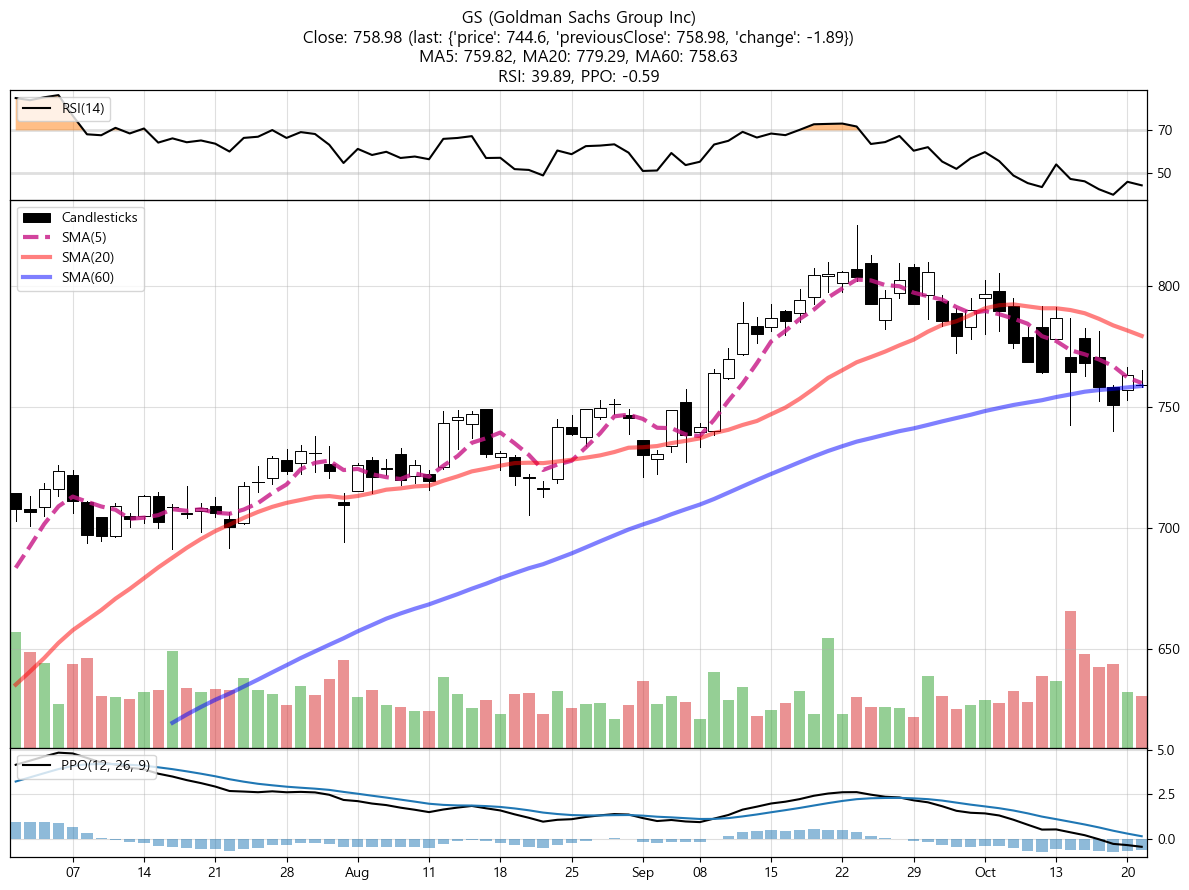 GS (Goldman Sachs Group Inc)
Close: 758.98 (last: {'price': 744.6, 'previousClose': 758.98, 'change': -1.89})
MA5: 759.82, MA20: 779.29, MA60: 758.63
RSI: 39.89, PPO: -0.59
RSI(14)
70
50
Candlesticks
SMA(5)
SMA(20)
SMA(60)
800
750
700
650
PPO(12, 26, 9)
5.0
2.5
0.0
07 14 21 28 Aug 11 18 25 Sep 08 15 22 29 Oct 13 20